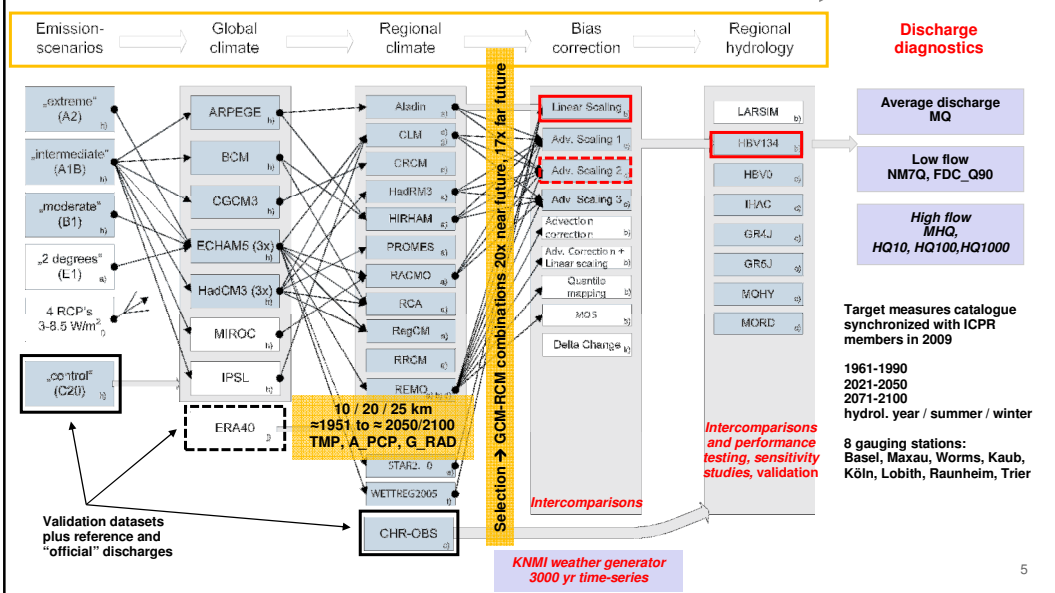 Emission-
scenarios
Global
climate
Regional
climate
Bias
correction
Regional
hydrology
Discharge
diagnostics
„extreme"
(A2)
h)
„intermediate"
(A1B)
h)
„moderate"
(B1)
h)
„2 degrees"
(E1)
a)
4 RCP's
3-8.5 W/m²
„control"
(C20)
h)
ARPEGE
h)
BCM
h)
CGCM3
h)
ECHAM5 (3x)
h)
HadCM3 (3x)
h)
MIROC
h)
IPSL
h)
ERA40
Aladin
a)
CLM
CRCM
a)
HadRM3
a)
HIRHAM
a)
PROMES
a)
RACMO
a)
RCA
a)
RegCM
a)
RRCM
a)
REMO
10 / 20 / 25 km
≈1951 to ≈ 2050/2100
TMP, A_PCP, G_RAD
STAR2
WETTREG2005
CHR-OBS
Selection ➔ GCM-RCM combinations 20x near future, 17x far future
Linear Scaling
Adv. Scaling 1
Adv. Scaling 2
Adv. Scaling 3
Advection
correction
b)
Adv. Correction +
Linear scaling
b)
Quantile
mapping
b)
MOS
b)
Delta Change
Intercomparisons
LARSIM
b)
HBV134
HBV0
c)
IHAC
c)
GR4J
c)
GR5J
c)
MOHY
c)
MORD
c)
Intercomparisons
and performance
testing, sensitivity
studies, validation
Average discharge
MQ
Low flow
NM7Q, FDC_Q90
High flow
MHQ,
HQ10, HQ100,HQ1000
Target measures catalogue
synchronized with ICPR
members in 2009
1961-1990
2021-2050
2071-2100
hydrol. year / summer / winter
8 gauging stations:
Basel, Maxau, Worms, Kaub,
Köln, Lobith, Raunheim, Trier
Validation datasets
plus reference and
"official" discharges
KNMI weather generator
3000 yr time-series
5